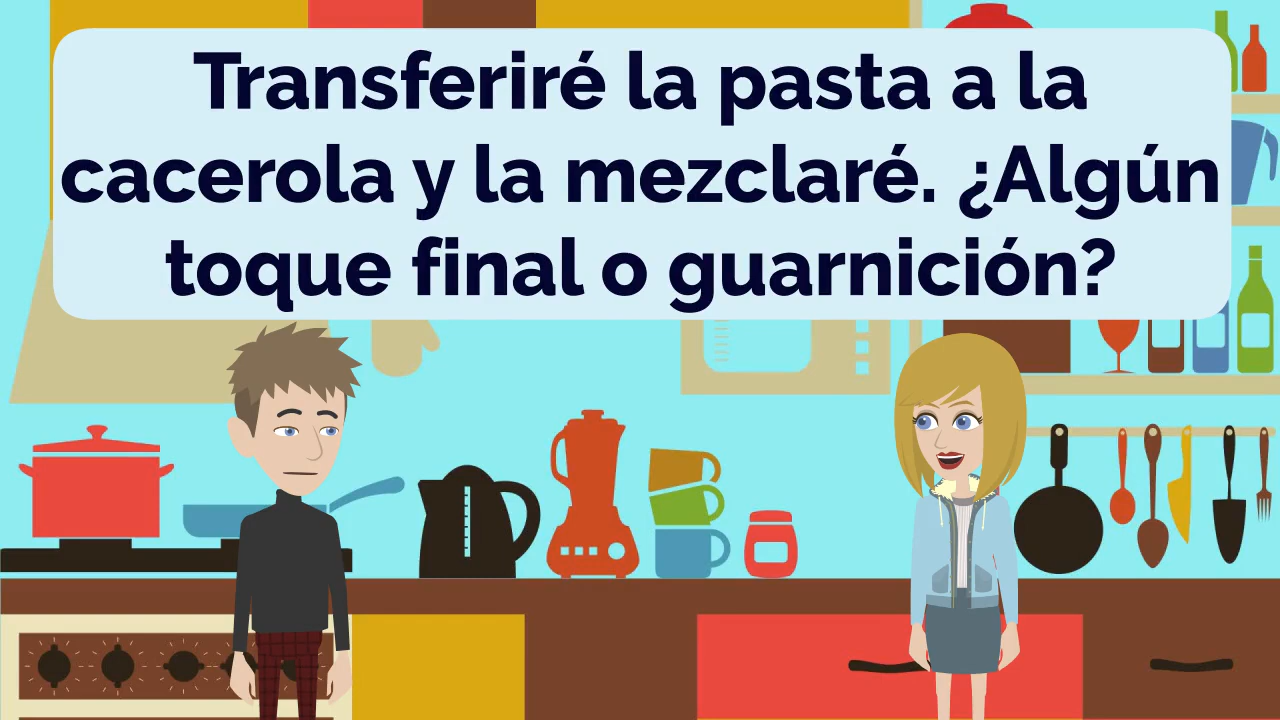 Transferiré la pasta a la
cacerola y la mezclaré. ¿Algún
toque final o guarnición?